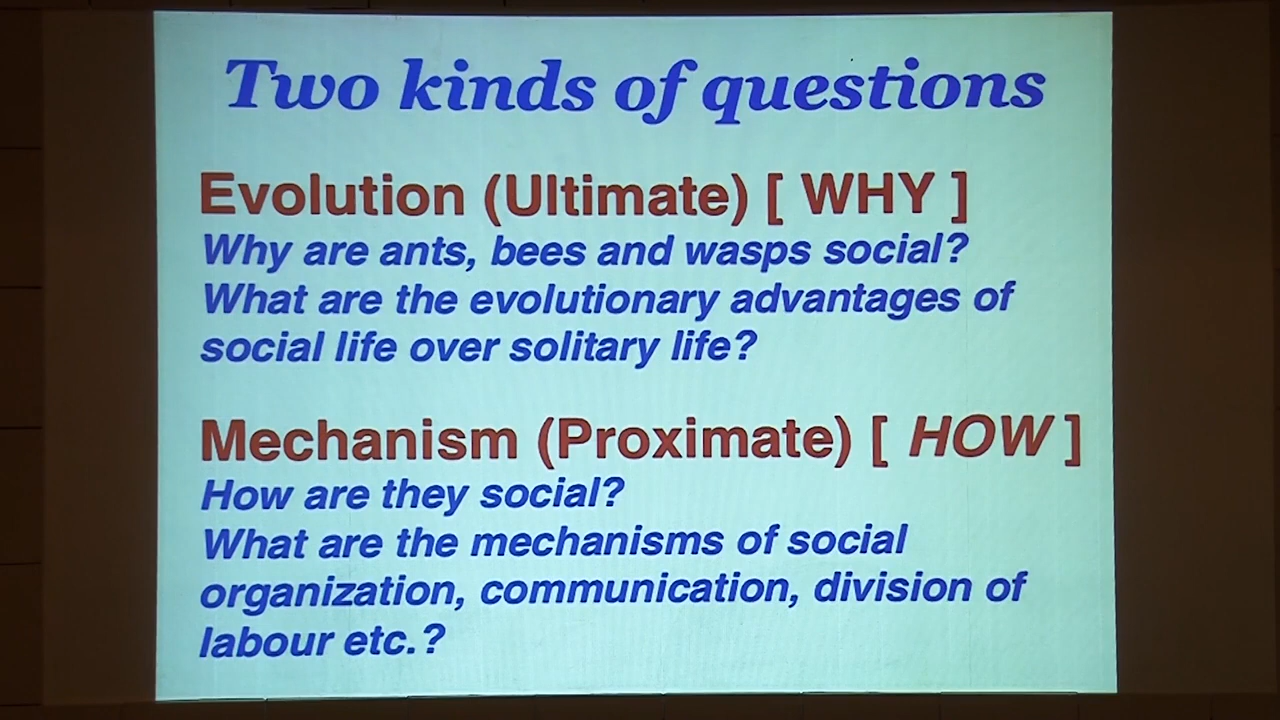 Two kinds of questions
Evolution (Ultimate) [ WHY ]
Why are ants, bees and wasps social?
What are the evolutionary advantages of
social life over solitary life?
Mechanism (Proximate) [ HOW ]
How are they social?
What are the mechanisms of social
organization, communication, division of
labour etc.?